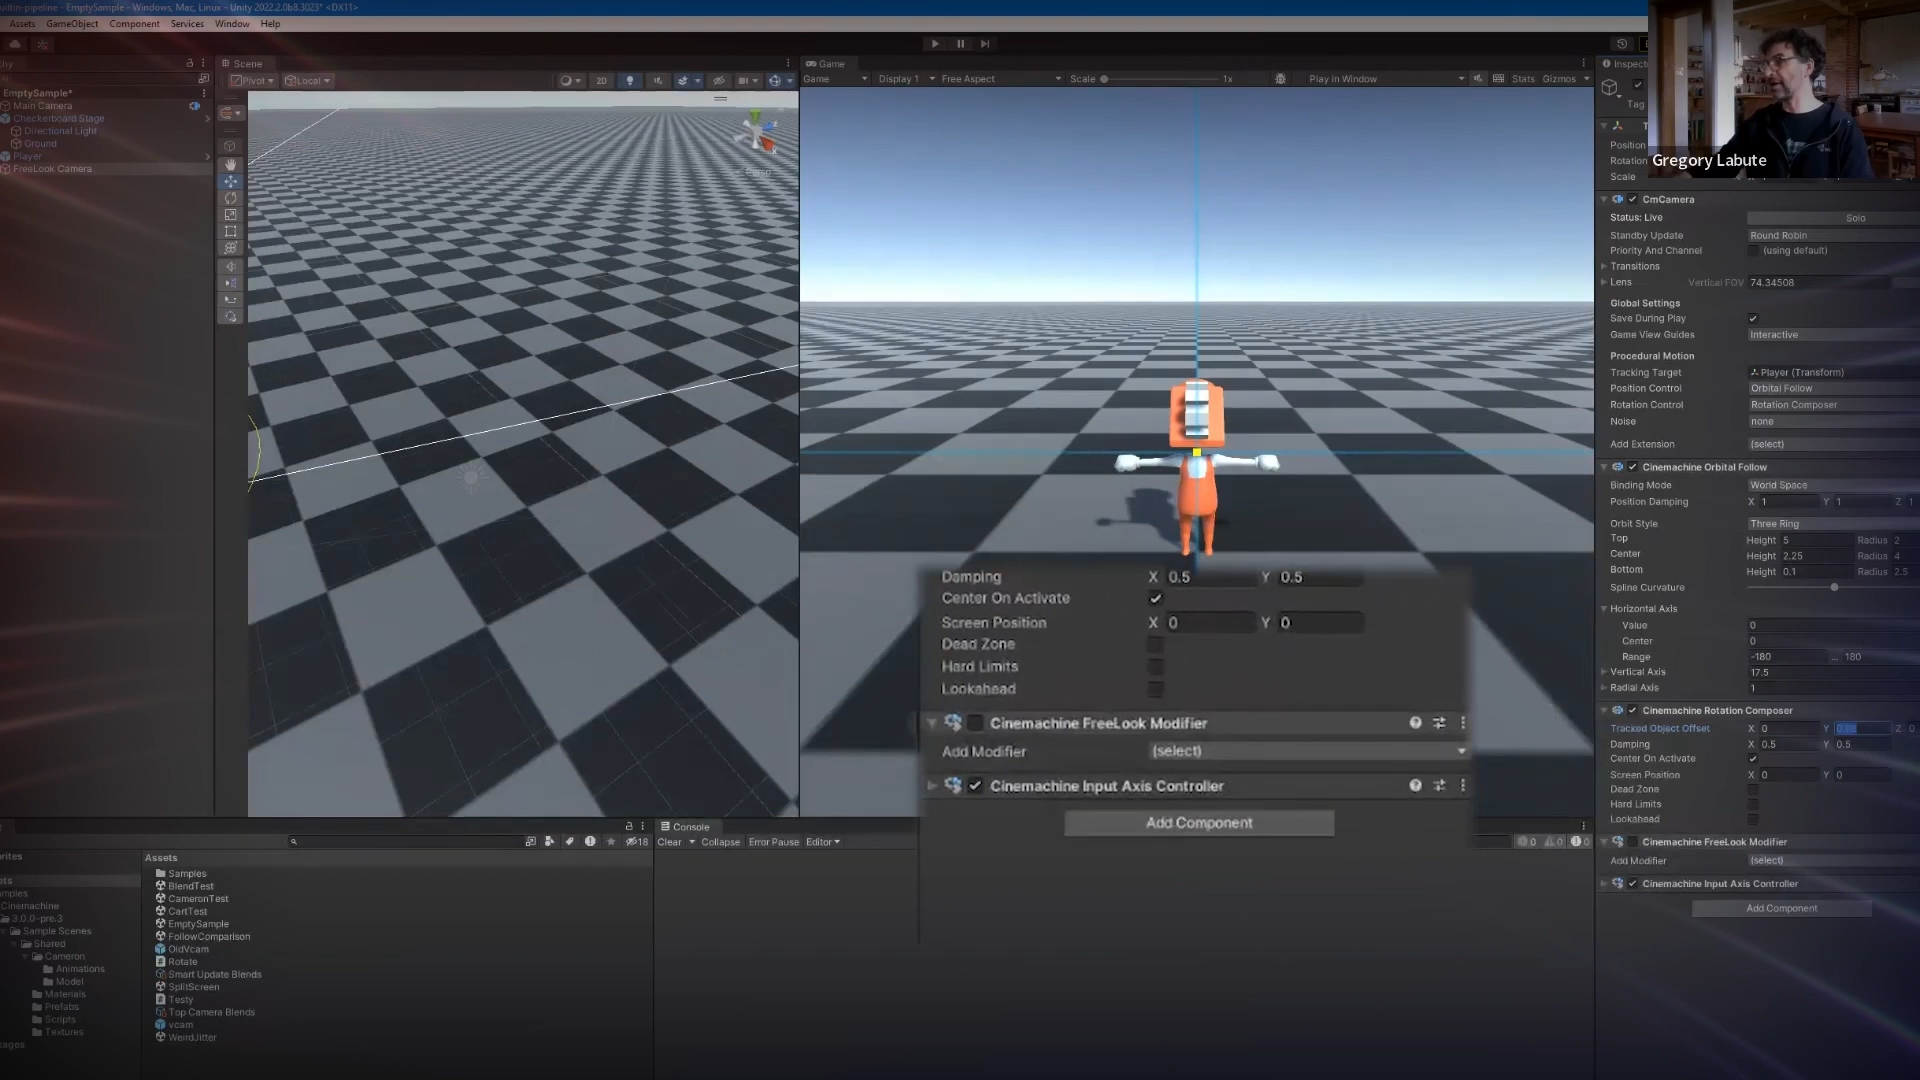 EmptySample - Windows, Mac, Linux - Unity 2022.2.0b8.3023* <DX11>
Assets GameObject Component Services Window Help
EmptySample*
Main Camera
Checkerboard Stage
Directional Light
Ground
Player
FreeLook Camera
Scene
Pivot
Local
2D
Persp
Game
Game Display 1 Free Aspect Scale 1x Play in Window Stats Gizmos
Gregory Labute
Tag
Position
Rotation
Scale
CmCamera
Status: Live Solo
Standby Update Round Robin
Priority And Channel (using default)
Transitions
Lens Vertical FOV 74.34508
Global Settings
Save During Play
Game View Guides Interactive
Procedural Motion
Tracking Target Player (Transform)
Position Control Orbital Follow
Rotation Control Rotation Composer
Noise none
Add Extension (select)
Cinemachine Orbital Follow
Binding Mode World Space
Position Damping X 1 Y 1 Z 1
Orbit Style Three Ring
Top Height 5 Radius 2
Center Height 2.25 Radius 4
Bottom Height 0.1 Radius 2.5
Spline Curvature
Horizontal Axis
Value 0
Center 0
Range -180 ... 180
Vertical Axis 17.5
Radial Axis 1
Cinemachine Rotation Composer
Tracked Object Offset X 0 Y Z 0
Damping X 0.5 Y 0.5
Center On Activate
Screen Position X 0 Y 0
Dead Zone
Hard Limits
Lookahead
Cinemachine FreeLook Modifier
Add Modifier (select)
Cinemachine Input Axis Controller
Add Component
Damping X 0.5 Y 0.5
Center On Activate
Screen Position X 0 Y 0
Dead Zone
Hard Limits
Lookahead
Cinemachine FreeLook Modifier
Add Modifier (select)
Cinemachine Input Axis Controller
Add Component
18
Cinemachine
3.0.0-pre.3
Sample Scenes
Shared
Cameron
Animations
Model
Materials
Prefabs
Scripts
Textures
Assets
Samples
BlendTest
CameronTest
CartTest
EmptySample
FollowComparison
OldVcam
Rotate
Smart Update Blends
SplitScreen
Testy
Top Camera Blends
vcam
WeirdJitter
Console
Clear Collapse Error Pause Editor
0 0 0